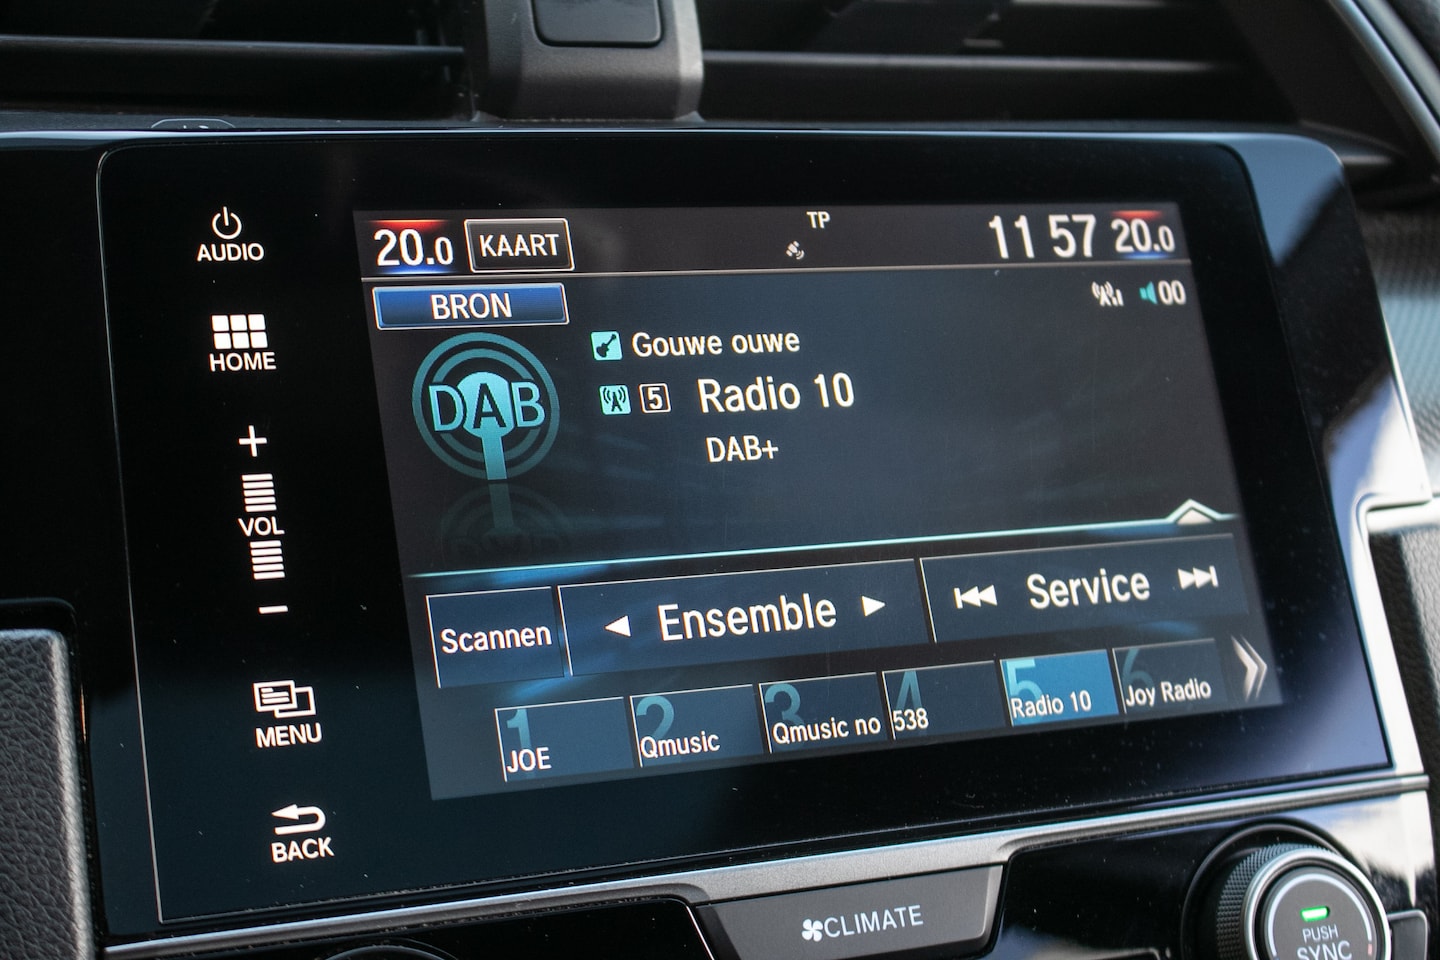 AUDIO
HOME
+
VOL
−
MENU
BACK
20.0 KAART TP 11 57 20.0
BRON 00
DAB
Gouwe ouwe
5 Radio 10
DAB+
Scannen Ensemble Service
1 JOE
2 Qmusic
3 Qmusic no
4 538
5 Radio 10
6 Joy Radio
CLIMATE
PUSH
SYNC